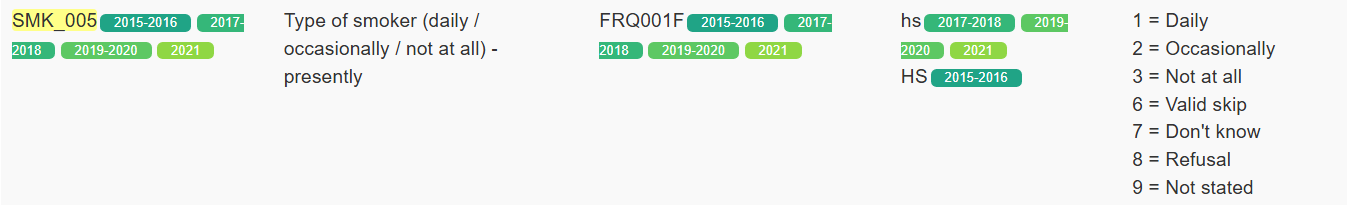 SMK_005 2015-2016 2017-
2018 2019-2020 2021
Type of smoker (daily /
occasionally / not at all) -
presently
FRQ001F 2015-2016 2017-
2018 2019-2020 2021
hs 2017-2018 2019-
2020 2021
HS 2015-2016
1 = Daily
2 = Occasionally
3 = Not at all
6 = Valid skip
7 = Don't know
8 = Refusal
9 = Not stated